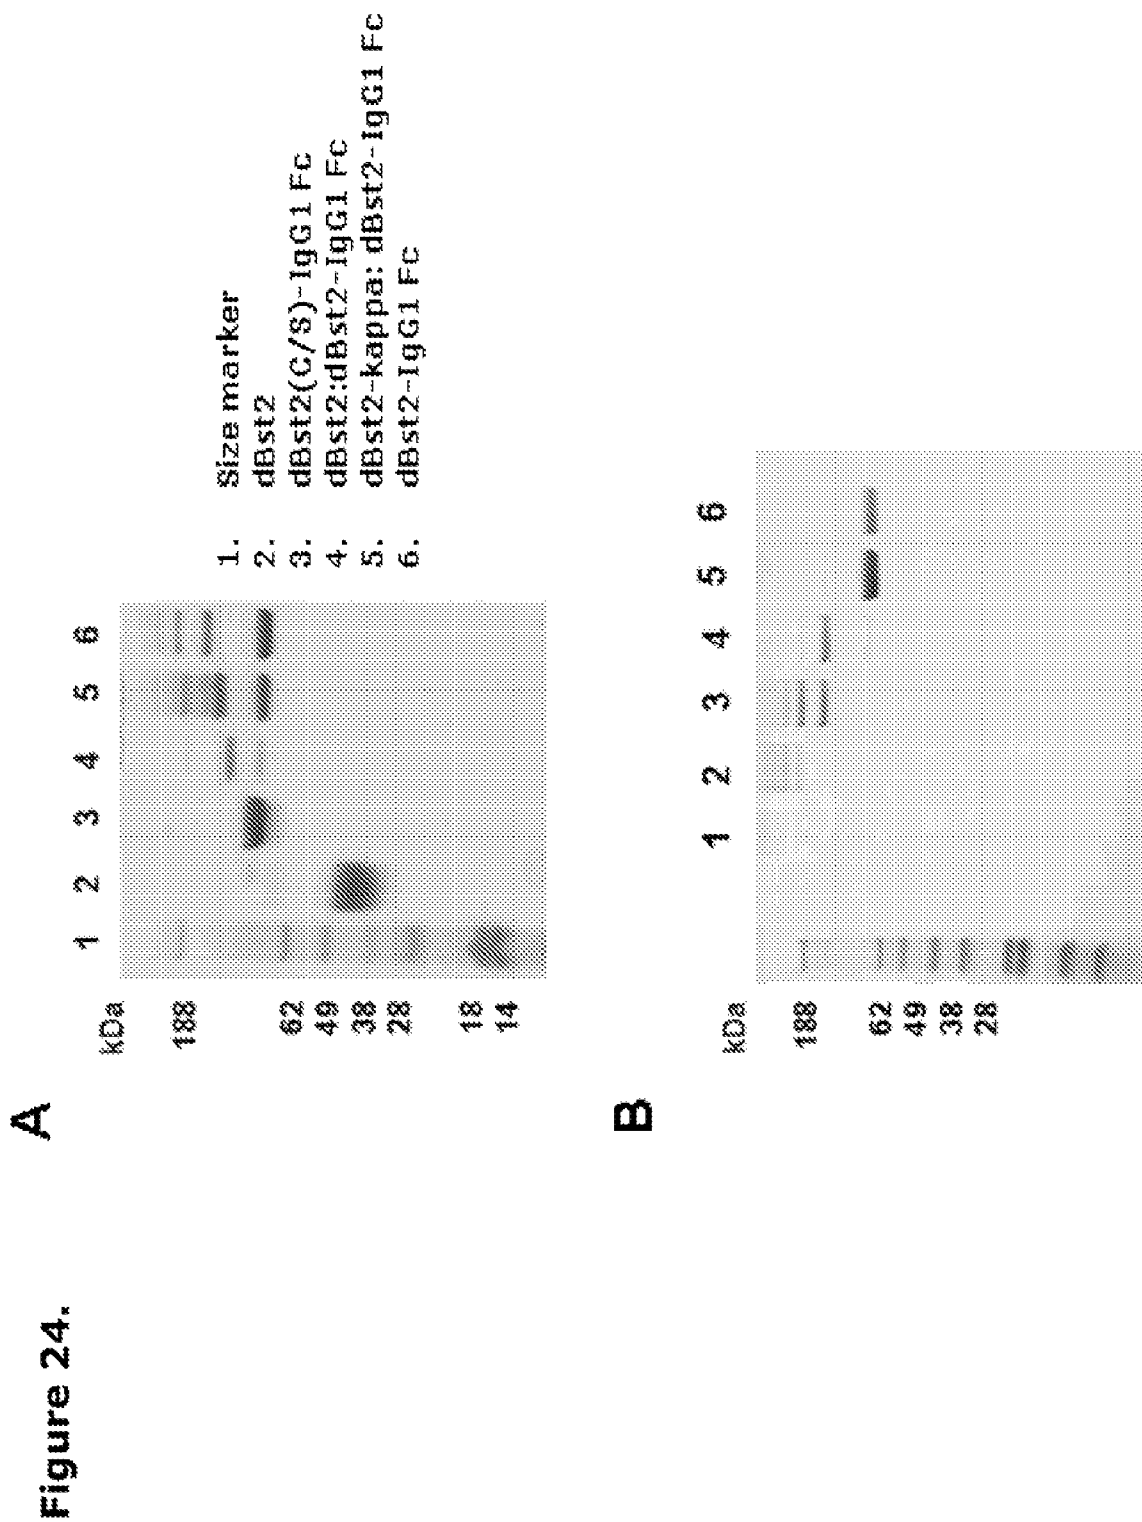 Figure 24.
A
kDa
188
62
49
38
28
18
14
1 2 3 4 5 6
1. Size marker
2. dBst2
3. dBst2(C/S)-IgG1 Fc
4. dBst2:dBst2-IgG1 Fc
5. dBst2-kappa: dBst2-IgG1 Fc
6. dBst2-IgG1 Fc
B
kDa
188
62
49
38
28
1 2 3 4 5 6